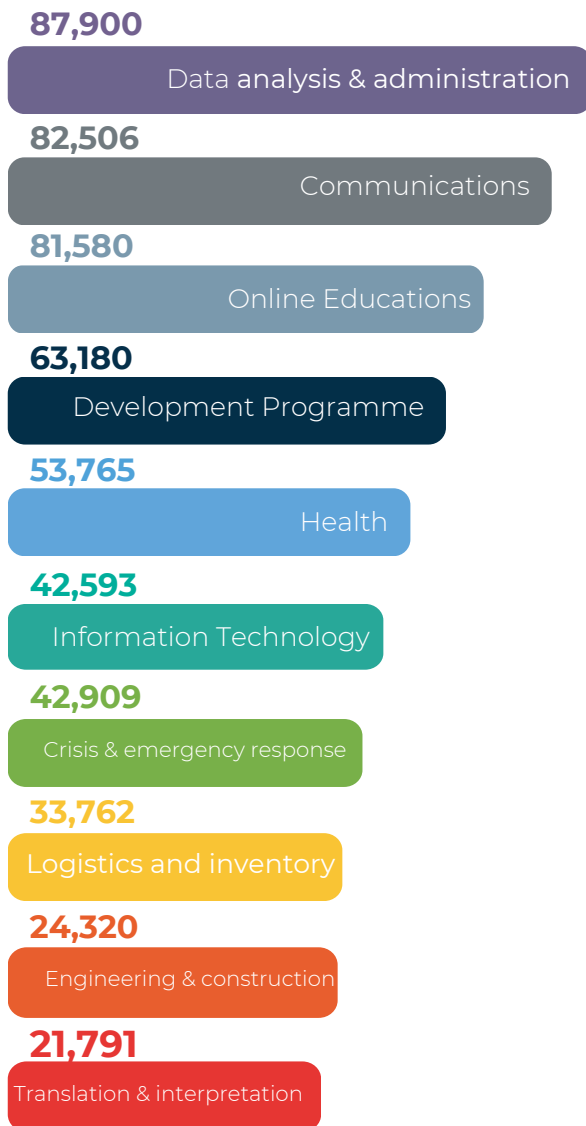 87,900
Data analysis & administration
82,506
Communications
81,580
Online Educations
63,180
Development Programme
53,765
Health
42,593
Information Technology
42,909
Crisis & emergency response
33,762
Logistics and inventory
24,320
Engineering & construction
21,791
Translation & interpretation